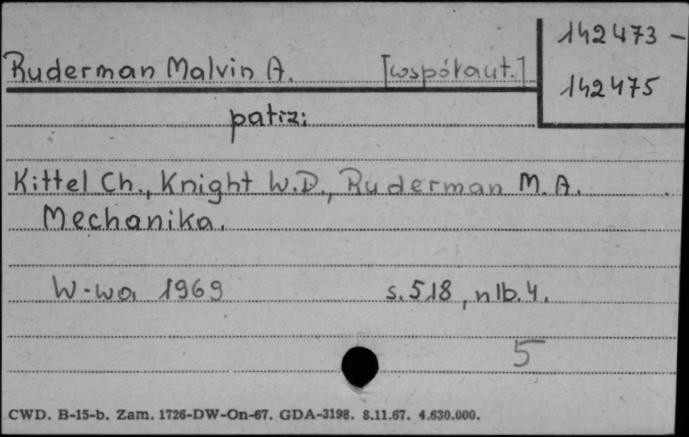 142473 -
142475
Ruderman Malvin A. [współaut.]
patrz:
Kittel Ch., Knight W.D., Ruderman M.A.
Mechanika.
W-wa 1969 s. 518, nlb. 4.
5
CWD. B-15-b. Zam. 1726-DW-On-67. GDA-3198. 8.11.67. 4.630.000.